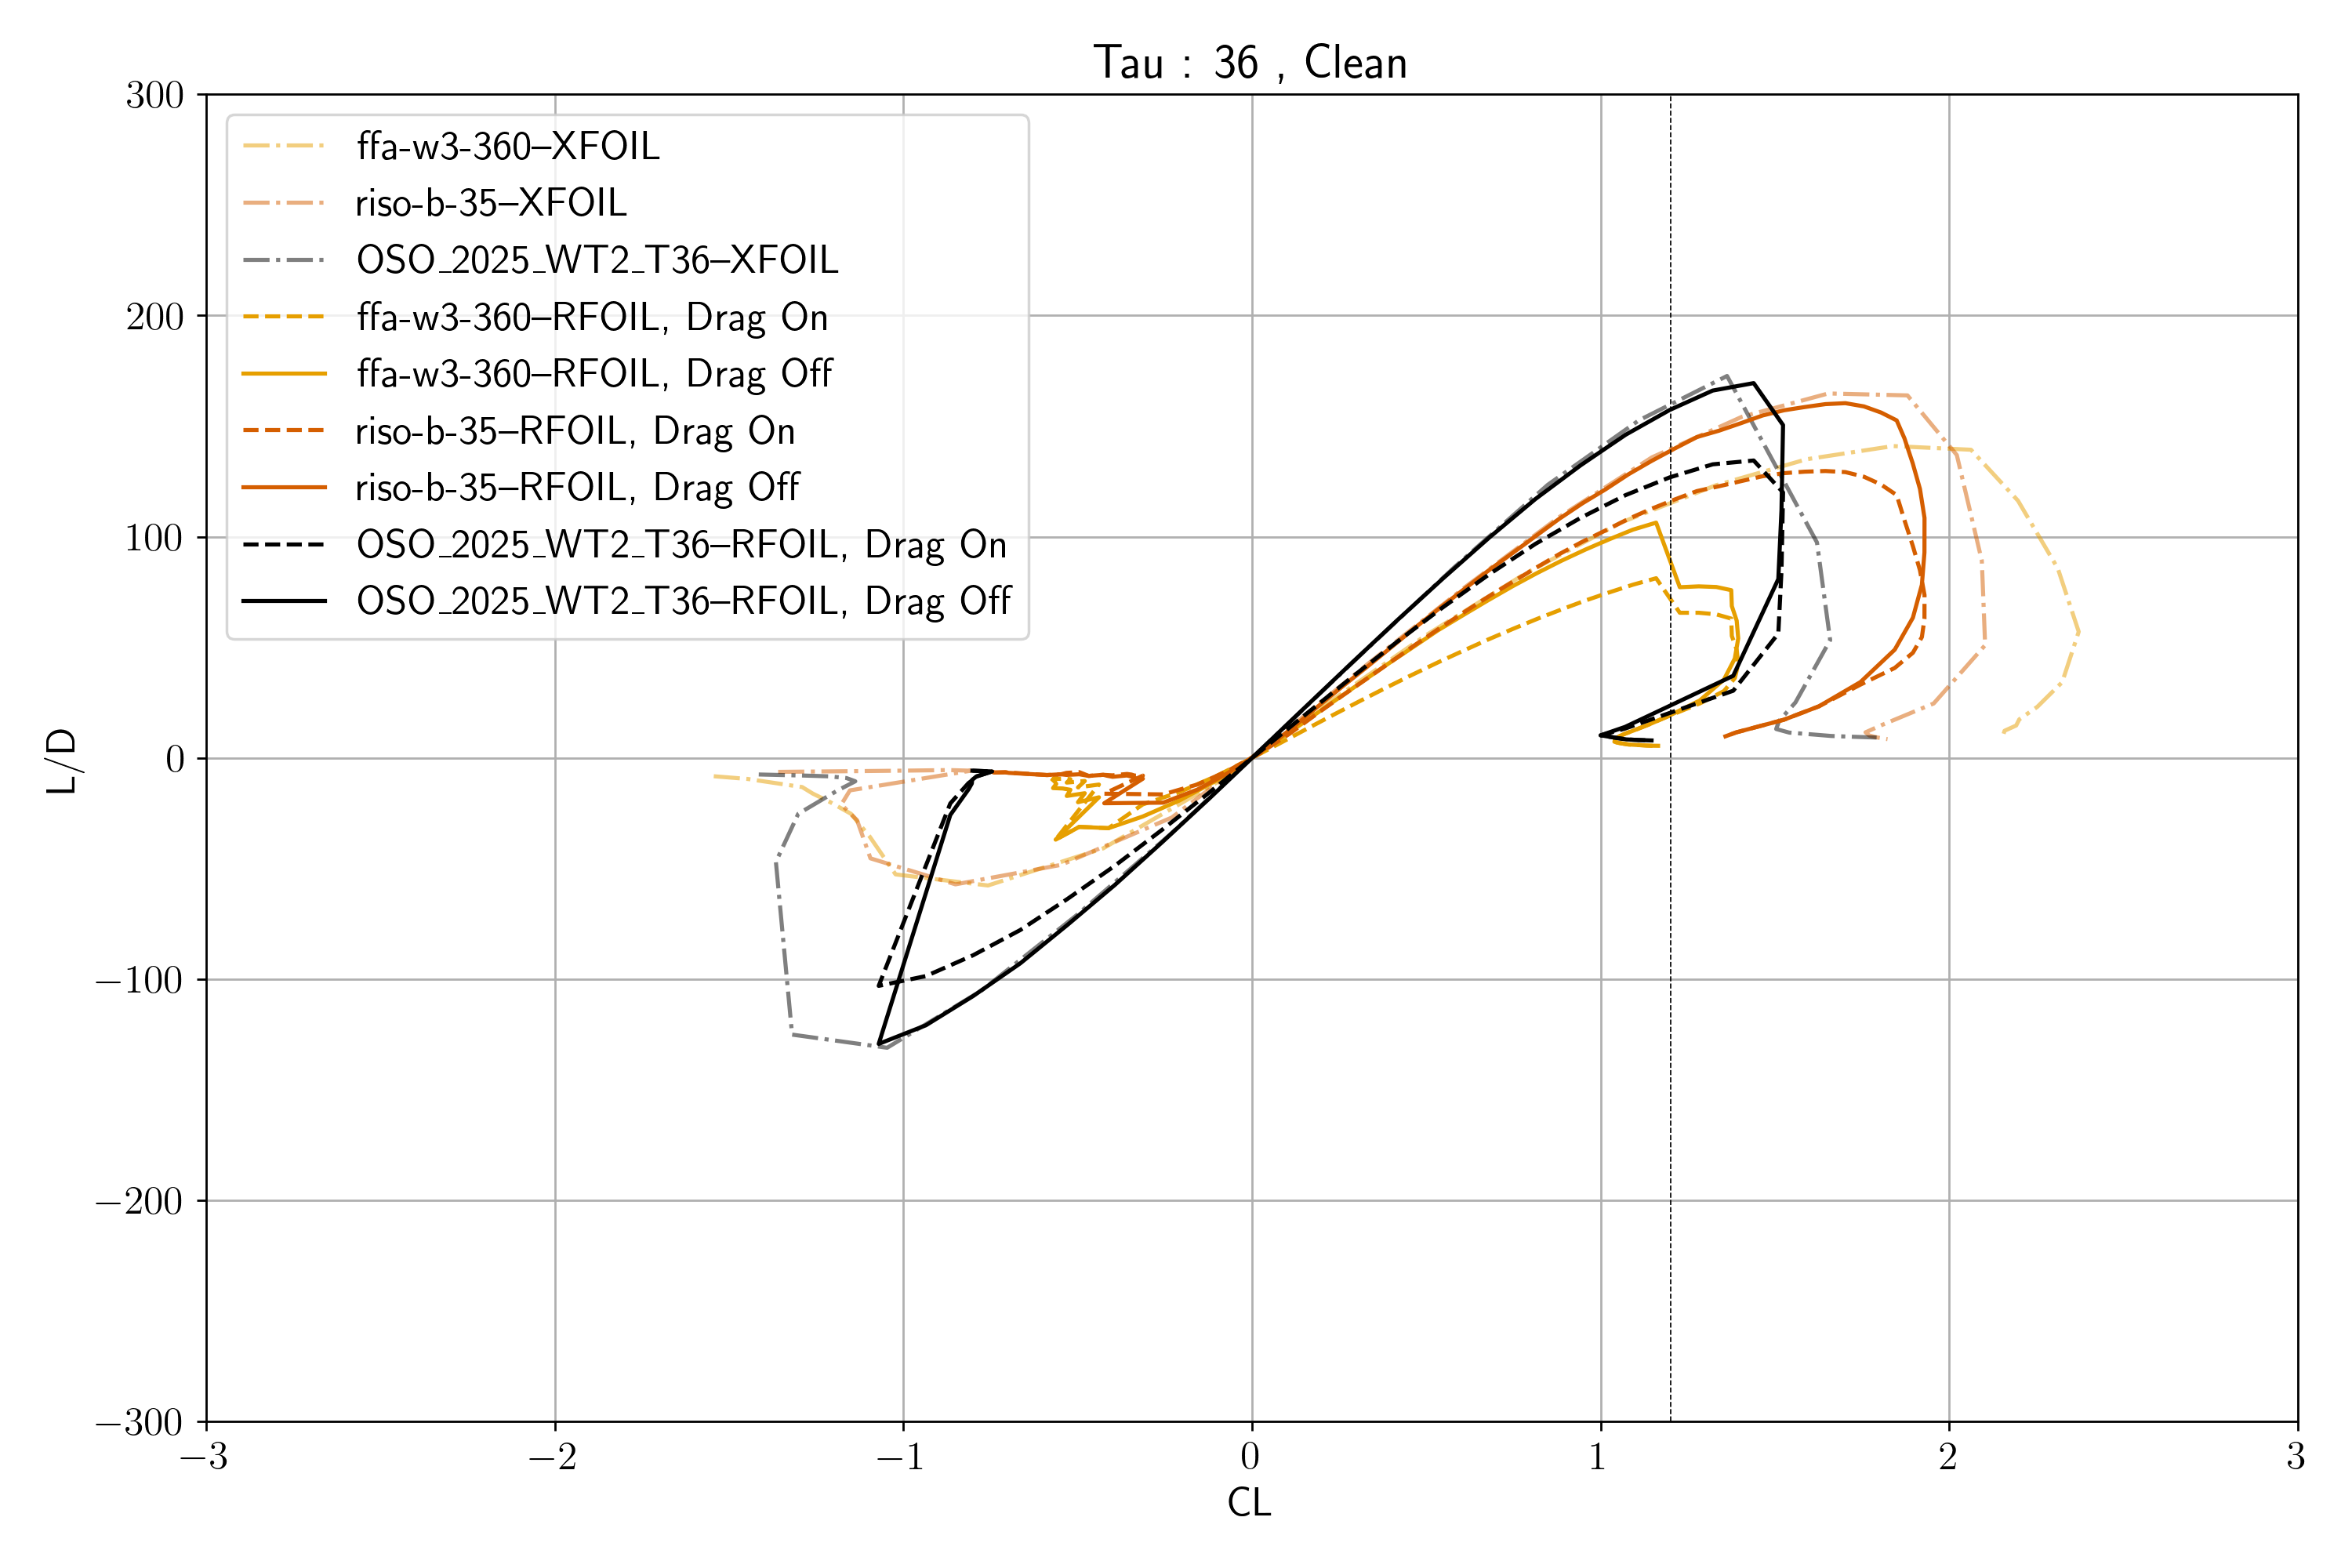 Tau : 36 , Clean
300
200
100
0
−100
−200
−300
L/D
ffa-w3-360–XFOIL
riso-b-35–XFOIL
OSO_2025_WT2_T36–XFOIL
ffa-w3-360–RFOIL, Drag On
ffa-w3-360–RFOIL, Drag Off
riso-b-35–RFOIL, Drag On
riso-b-35–RFOIL, Drag Off
OSO_2025_WT2_T36–RFOIL, Drag On
OSO_2025_WT2_T36–RFOIL, Drag Off
−3
−2
−1
0
1
2
3
CL